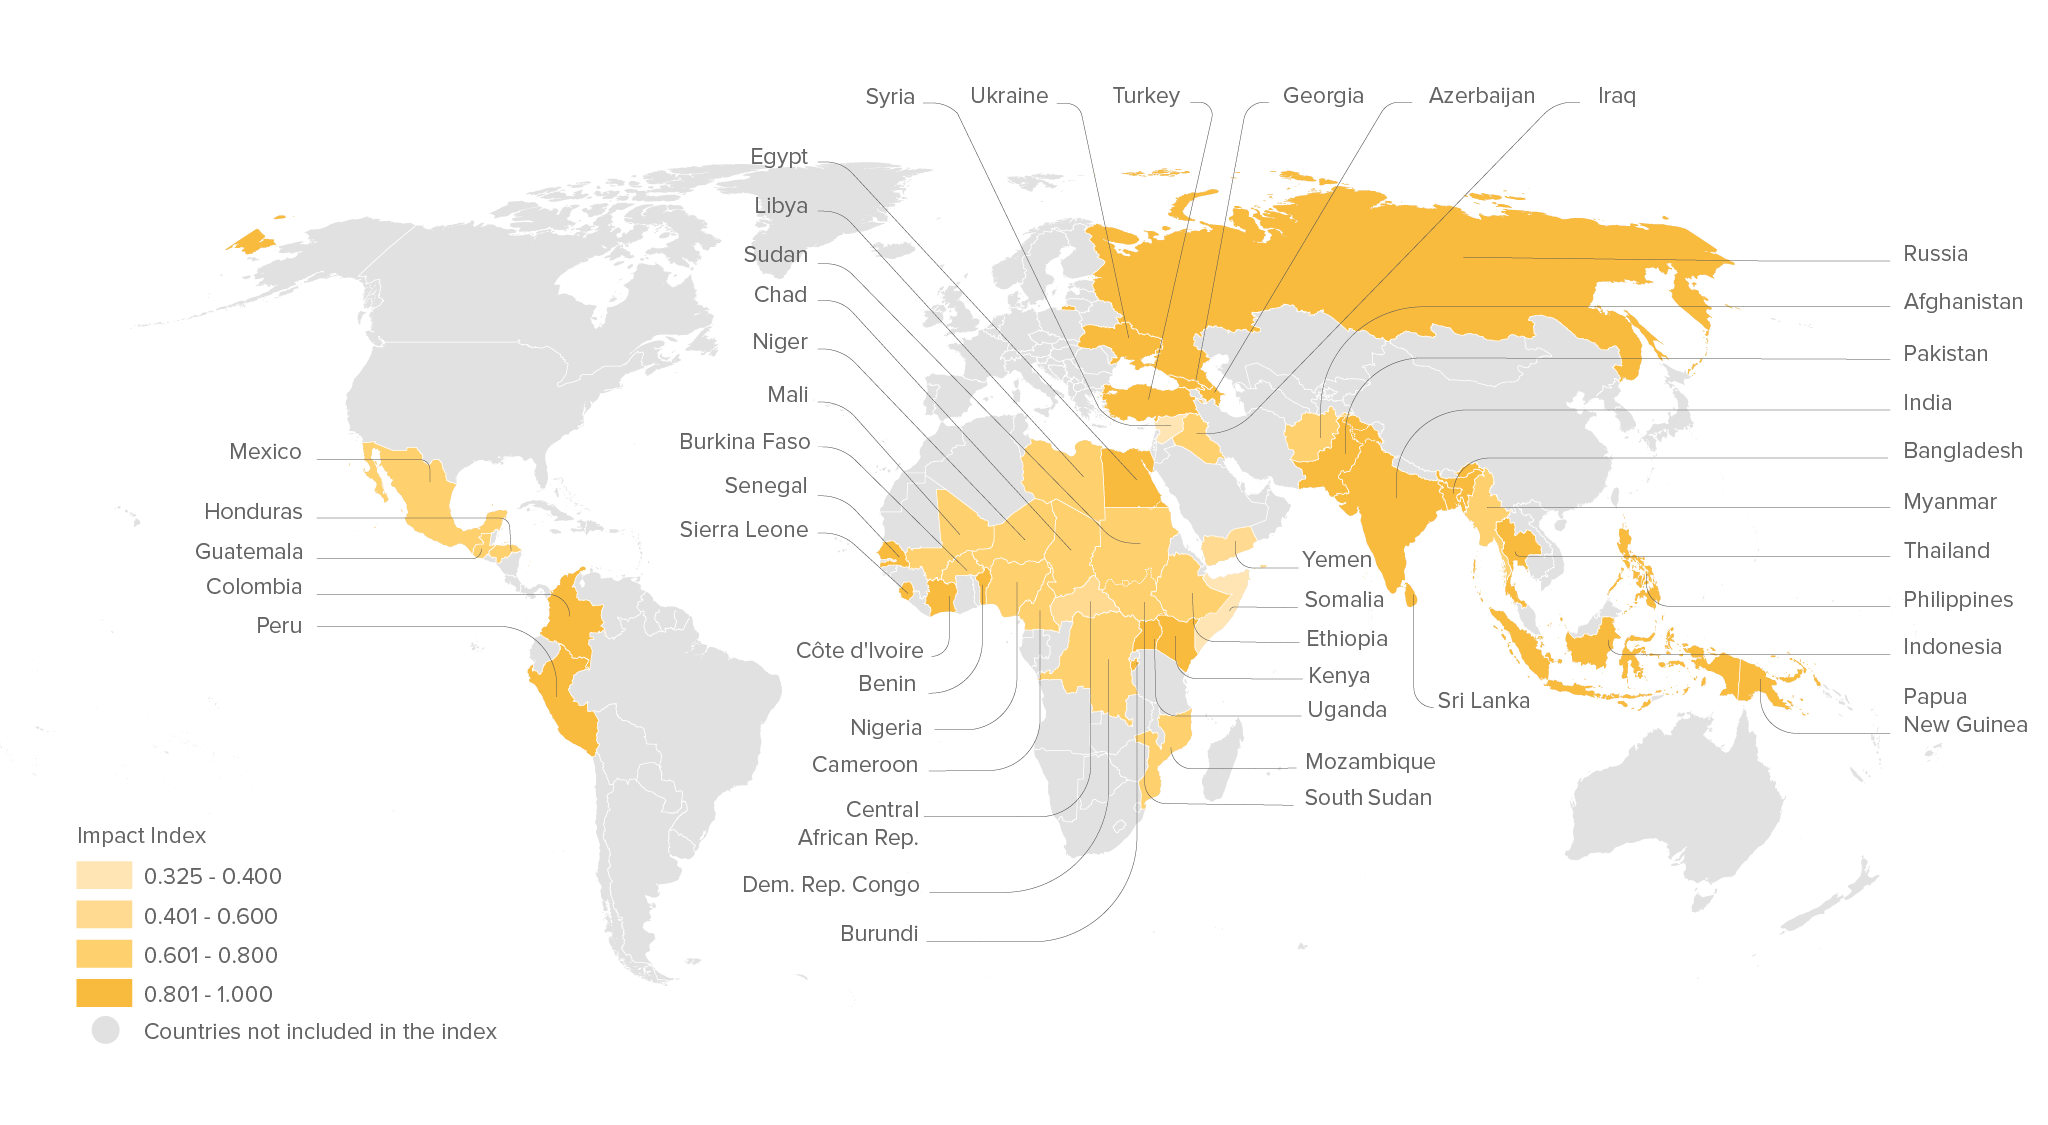 Syria
Ukraine
Turkey
Georgia
Azerbaijan
Iraq
Egypt
Libya
Sudan
Chad
Niger
Mali
Burkina Faso
Senegal
Sierra Leone
Mexico
Honduras
Guatemala
Colombia
Peru
Russia
Afghanistan
Pakistan
India
Bangladesh
Myanmar
Thailand
Philippines
Indonesia
Papua
New Guinea
Yemen
Somalia
Ethiopia
Kenya
Uganda
Sri Lanka
Mozambique
South Sudan
Côte d'Ivoire
Benin
Nigeria
Cameroon
Central
African Rep.
Dem. Rep. Congo
Burundi
Impact Index
0.325 - 0.400
0.401 - 0.600
0.601 - 0.800
0.801 - 1.000
Countries not included in the index